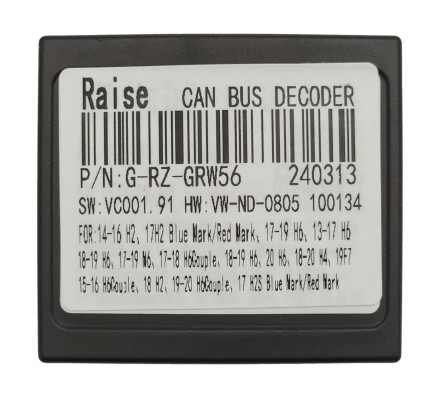 Raise CAN BUS DECODER
P/N:G-RZ-GRW56 240313
SW:VC001.91 HW:VW-ND-0805 100134
FOR:14-16 H2、17H2 Blue Mark/Red Mark、17-19 H6、13-17 H6
18-19 H6、17-19 M6、17-18 H6Couple、18-19 H6、20 H6、18-20 H4、19F7
15-16 H6Couple、18 H2、19-20 H6Couple、17 H2S Blue Mark/Red Mark